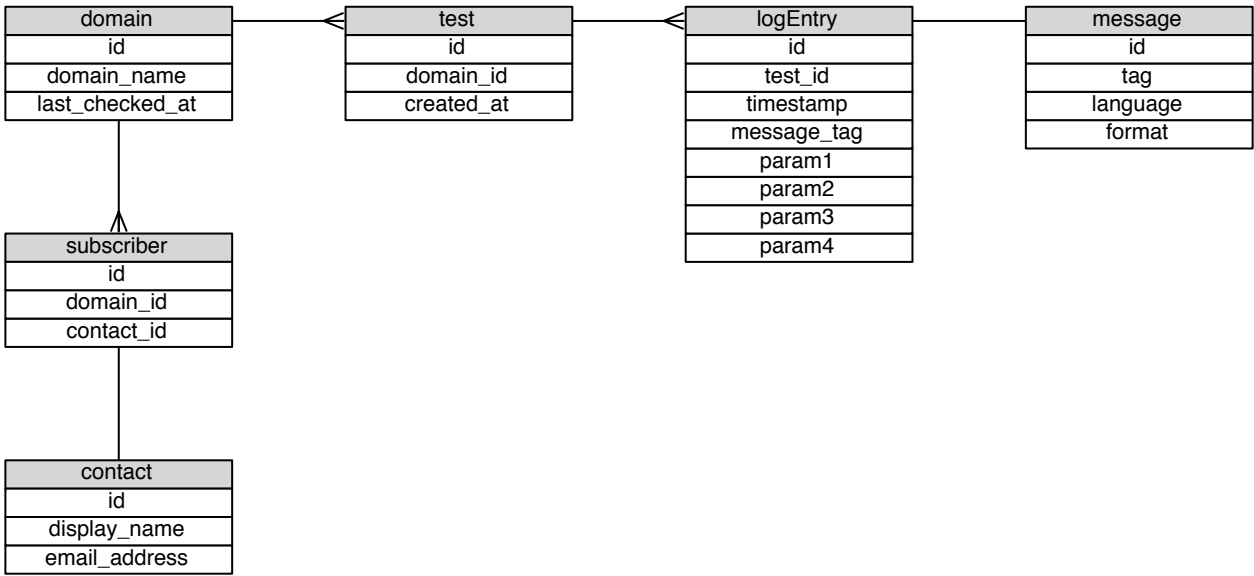 domain
id
domain_name
last_checked_at
test
id
domain_id
created_at
logEntry
id
test_id
timestamp
message_tag
param1
param2
param3
param4
message
id
tag
language
format
subscriber
id
domain_id
contact_id
contact
id
display_name
email_address